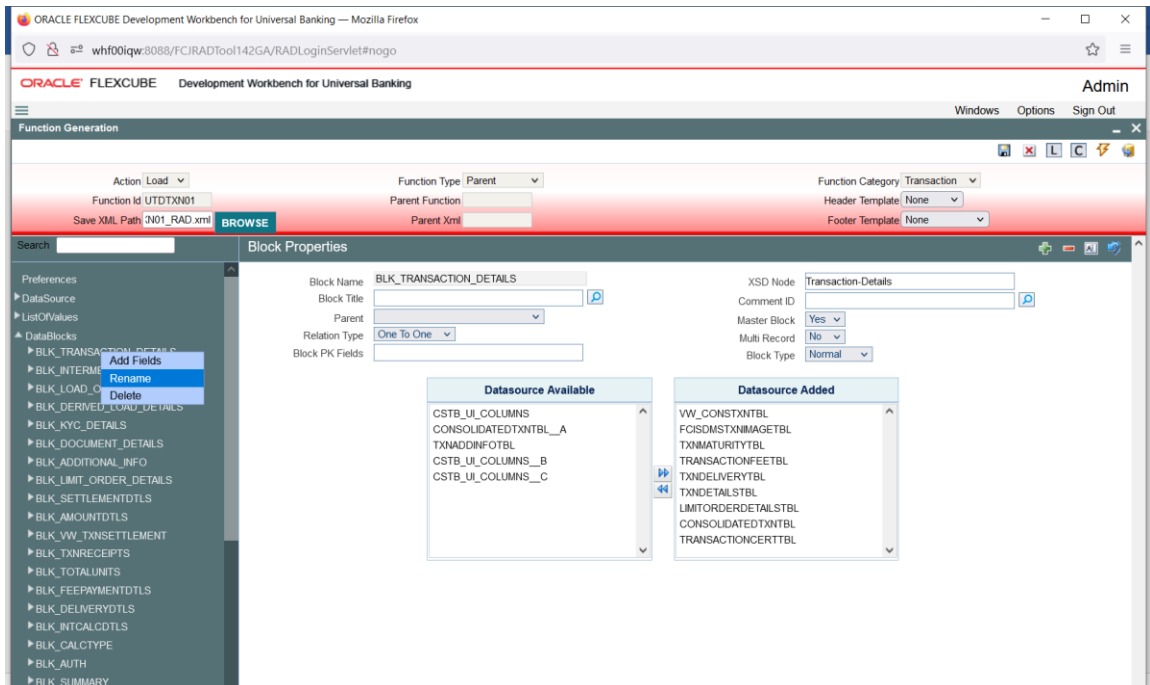 ORACLE FLEXCUBE Development Workbench for Universal Banking — Mozilla Firefox
whf00iqw:8088/FCJRADTool142GA/RADLoginServlet#nogo
ORACLE FLEXCUBE Development Workbench for Universal Banking Admin
Windows Options Sign Out
Function Generation
L C
Action Load Function Type Parent Function Category Transaction
Function Id UTDTXN01 Parent Function Header Template None
Save XML Path N01_RAD.xml BROWSE Parent Xml Footer Template None
Search Block Properties
Preferences
DataSource
ListOfValues
DataBlocks
BLK_TRANSACTION_DETAILS
BLK_INTERME
BLK_LOAD_O
BLK_DERIVED_LOAD_DETAILS
BLK_KYC_DETAILS
BLK_DOCUMENT_DETAILS
BLK_ADDITIONAL_INFO
BLK_LIMIT_ORDER_DETAILS
BLK_SETTLEMENTDTLS
BLK_AMOUNTDTLS
BLK_VW_TXNSETTLEMENT
BLK_TXNRECEIPTS
BLK_TOTALUNITS
BLK_FEEPAYMENTDTLS
BLK_DELIVERYDTLS
BLK_INTCALCDTLS
BLK_CALCTYPE
BLK_AUTH
BLK_SUMMARY
Add Fields
Rename
Delete
Block Name BLK_TRANSACTION_DETAILS XSD Node Transaction-Details
Block Title Comment ID
Parent Master Block Yes
Relation Type One To One Multi Record No
Block PK Fields Block Type Normal
Datasource Available
CSTB_UI_COLUMNS
CONSOLIDATEDTXNTBL__A
TXNADDINFOTBL
CSTB_UI_COLUMNS__B
CSTB_UI_COLUMNS__C
Datasource Added
VW_CONSTXNTBL
FCISDMSTXNIMAGETBL
TXNMATURITYTBL
TRANSACTIONFEETBL
TXNDELIVERYTBL
TXNDETAILSTBL
LIMITORDERDETAILSTBL
CONSOLIDATEDTXNTBL
TRANSACTIONCERTTBL